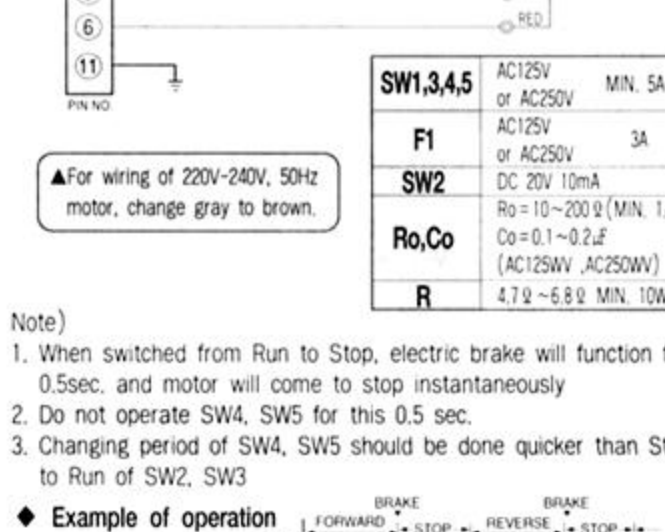 6
RED
11
PIN NO.
SW1,3,4,5 AC125V or AC250V MIN. 5A
F1 AC125V or AC250V 3A
SW2 DC 20V 10mA
Ro,Co Ro=10~200Ω(MIN. 1
Co=0.1~0.2㎌
(AC125WV ,AC250WV)
R 4.7Ω~6.8Ω MIN. 10W
▲For wiring of 220V-240V, 50Hz
motor, change gray to brown.
Note)
1. When switched from Run to Stop, electric brake will function
0.5sec. and motor will come to stop instantaneously
2. Do not operate SW4, SW5 for this 0.5 sec.
3. Changing period of SW4, SW5 should be done quicker than
to Run of SW2, SW3
◆ Example of operation
BRAKE BRAKE
FORWARD STOP REVERSE STOP